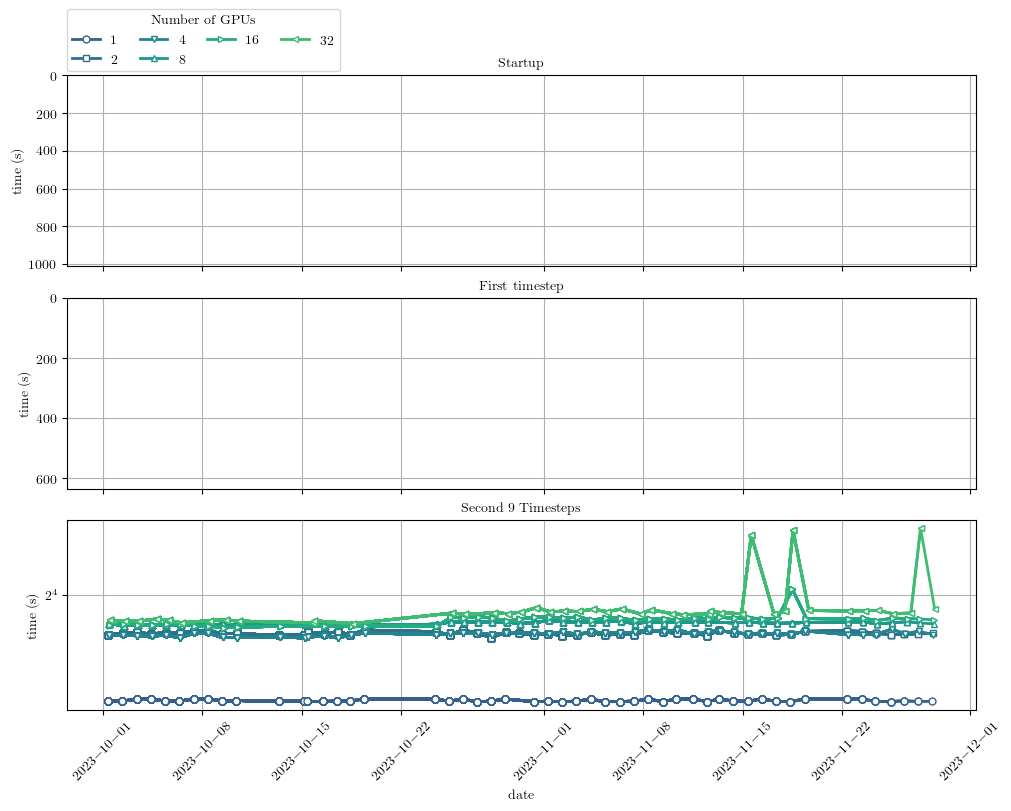 Number of GPUs
1 4 16 32
2 8
Startup
0
200
400
600
800
1000
time (s)
First timestep
0
200
400
600
time (s)
Second 9 Timesteps
2⁴
time (s)
2023−10−01 2023−10−08 2023−10−15 2023−10−22 2023−11−01 2023−11−08 2023−11−15 2023−11−22 2023−12−01
date